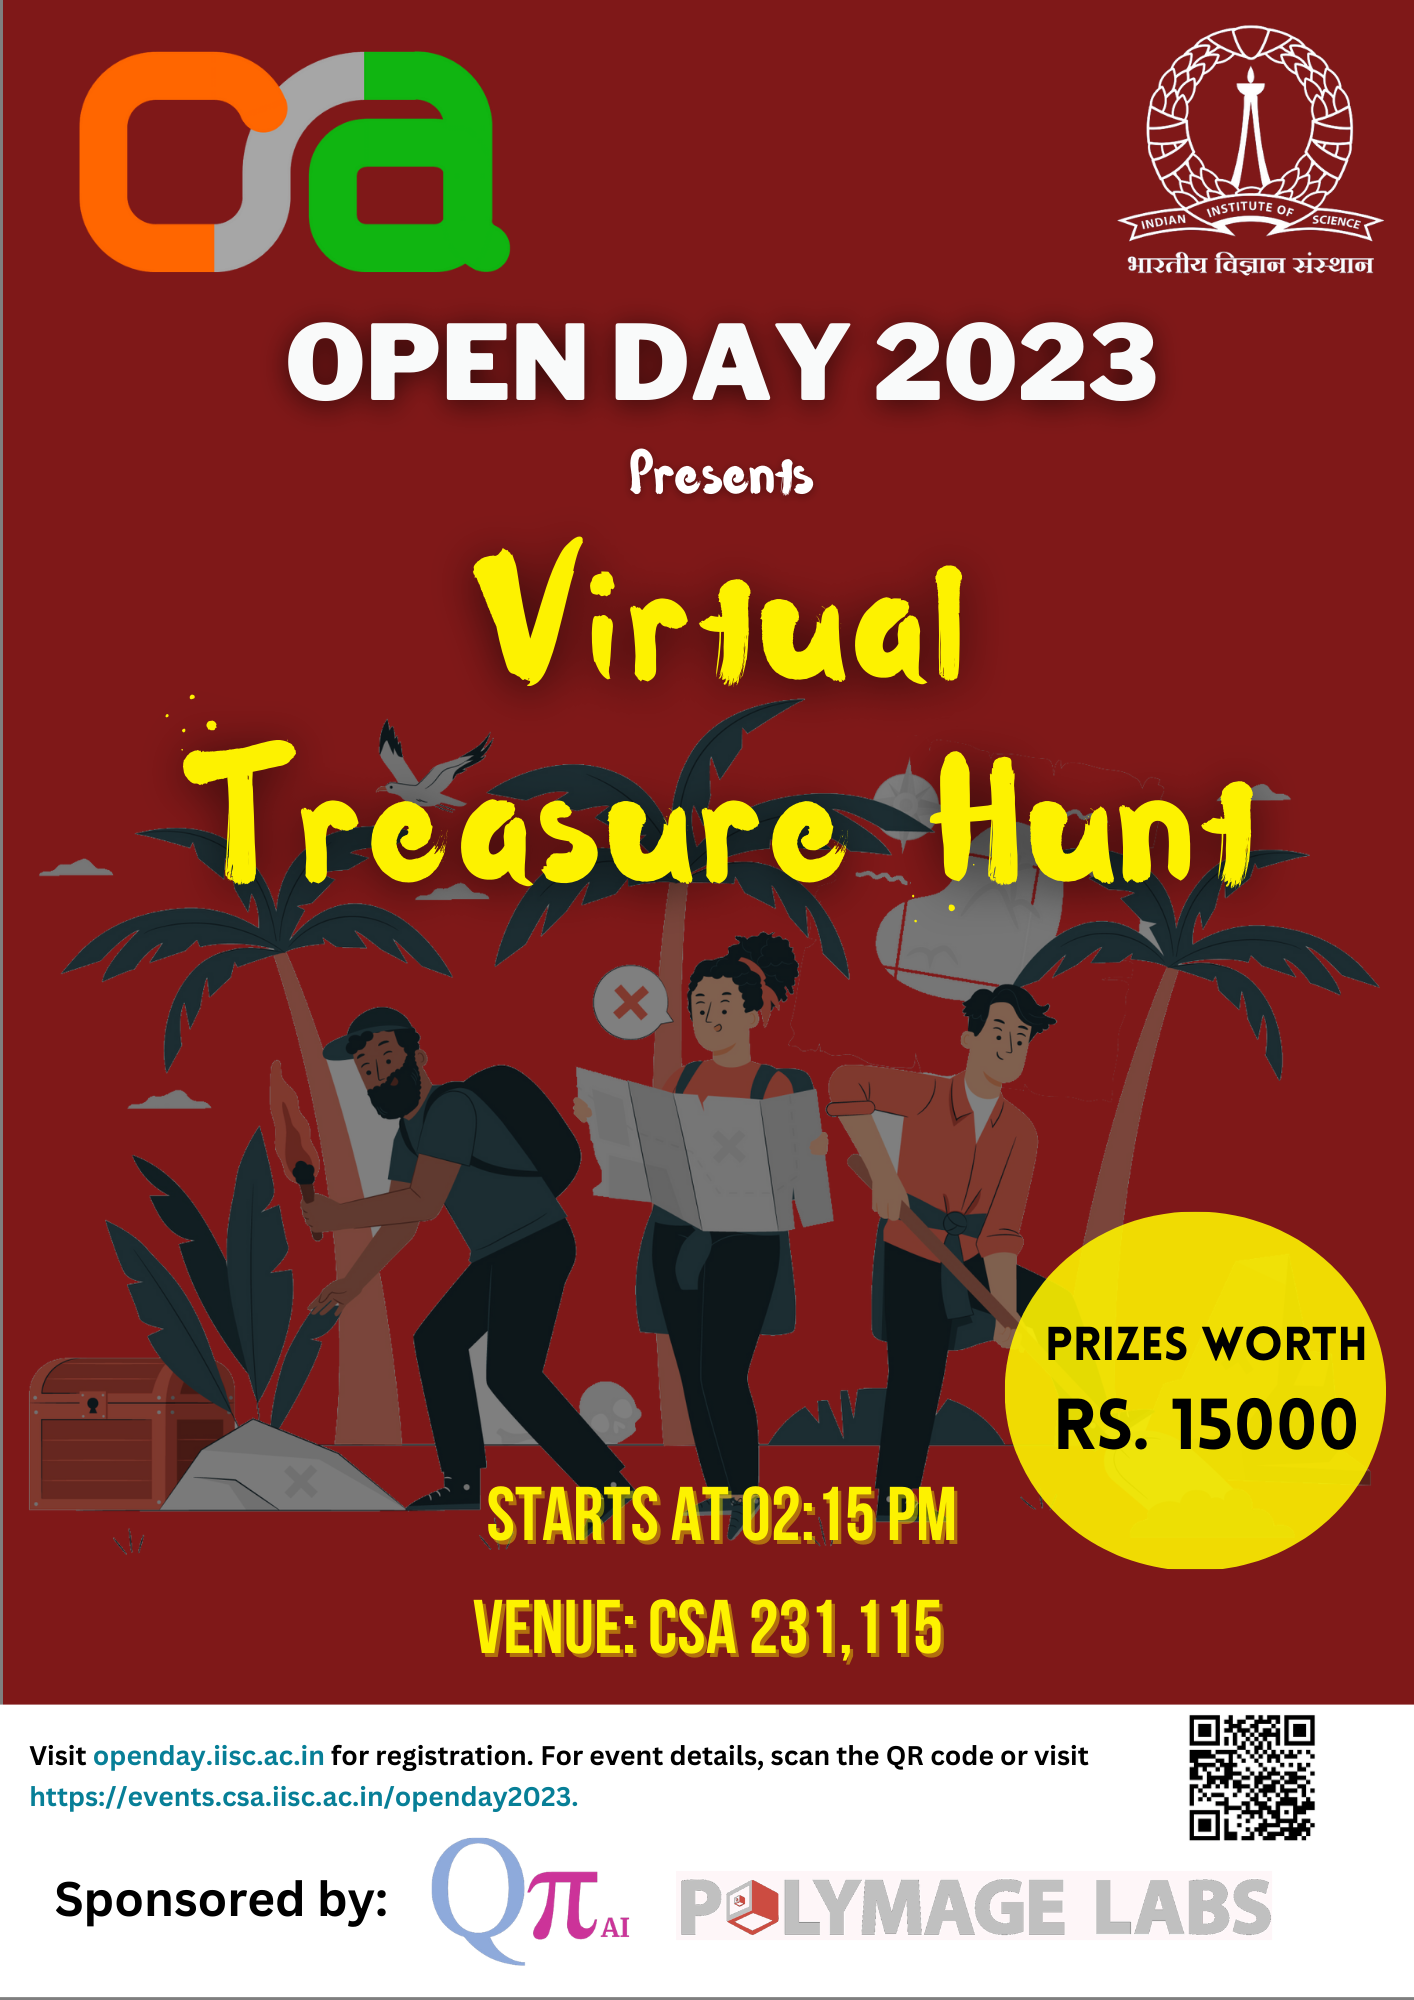 csa
INDIAN INSTITUTE OF SCIENCE
भारतीय विज्ञान संस्थान
OPEN DAY 2023
Presents
Virtual
Treasure Hunt
PRIZES WORTH
RS. 15000
STARTS AT 02:15 PM
VENUE: CSA 231,115
Visit openday.iisc.ac.in for registration. For event details, scan the QR code or visit
https://events.csa.iisc.ac.in/openday2023.
Sponsored by:
Qπ AI
POLYMAGE LABS